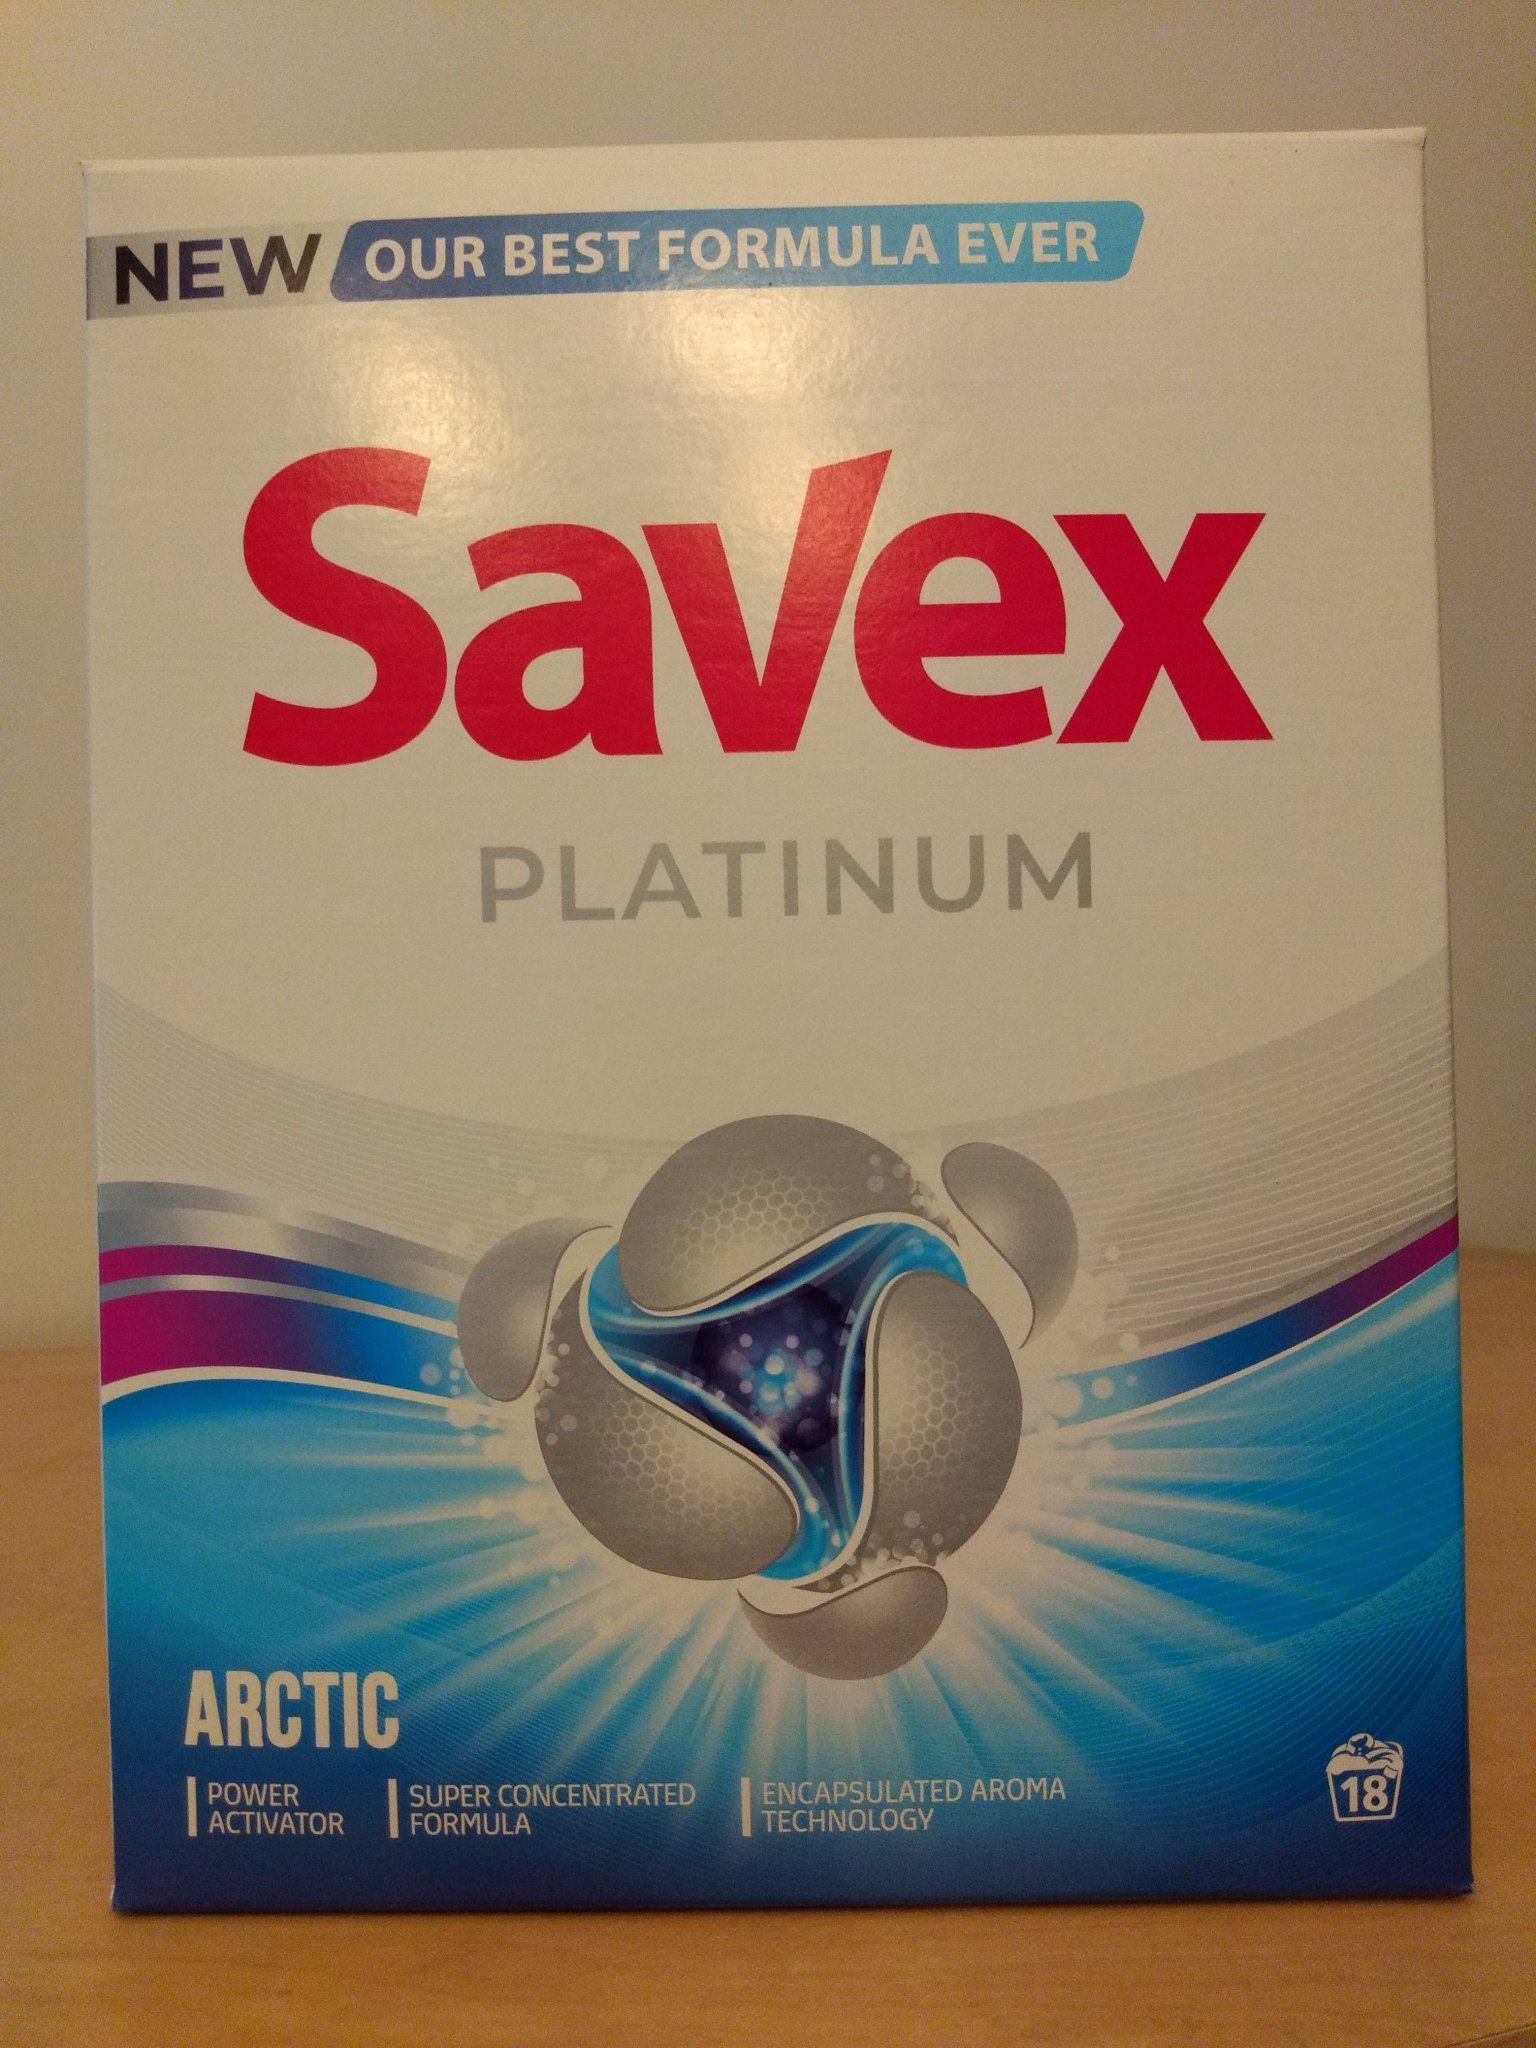 NEW OUR BEST FORMULA EVER
Savex
PLATINUM
ARCTIC
POWER
ACTIVATOR
SUPER CONCENTRATED
FORMULA
ENCAPSULATED AROMA
TECHNOLOGY
18